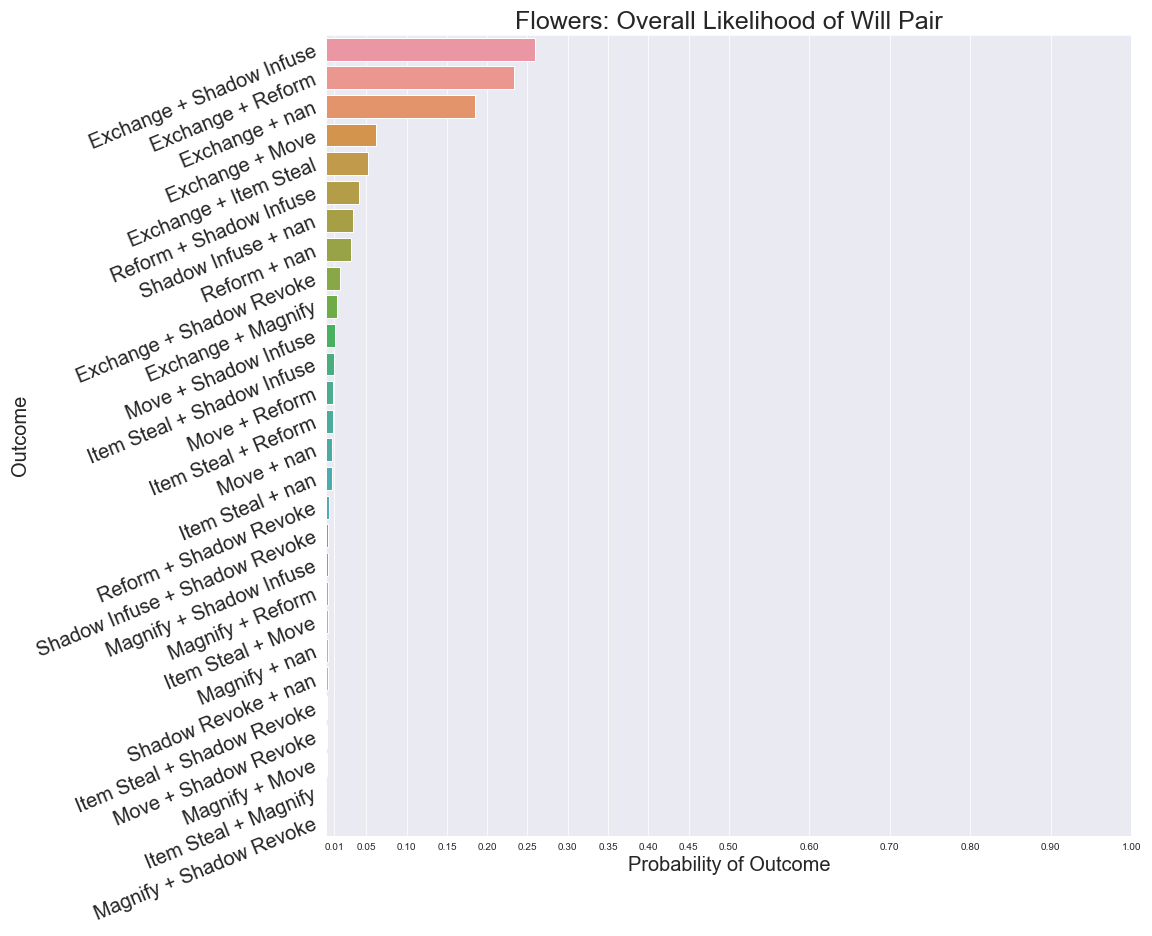 Flowers: Overall Likelihood of Will Pair
Exchange + Shadow Infuse
Exchange + Reform
Exchange + nan
Exchange + Move
Exchange + Item Steal
Reform + Shadow Infuse
Shadow Infuse + nan
Reform + nan
Exchange + Shadow Revoke
Exchange + Magnify
Move + Shadow Infuse
Item Steal + Shadow Infuse
Move + Reform
Item Steal + Reform
Move + nan
Item Steal + nan
Reform + Shadow Revoke
Shadow Infuse + Shadow Revoke
Magnify + Shadow Infuse
Magnify + Reform
Item Steal + Move
Magnify + nan
Shadow Revoke + nan
Item Steal + Shadow Revoke
Move + Shadow Revoke
Magnify + Move
Item Steal + Magnify
Magnify + Shadow Revoke
Outcome
0.01 0.05 0.10 0.15 0.20 0.25 0.30 0.35 0.40 0.45 0.50 0.60 0.70 0.80 0.90 1.00
Probability of Outcome